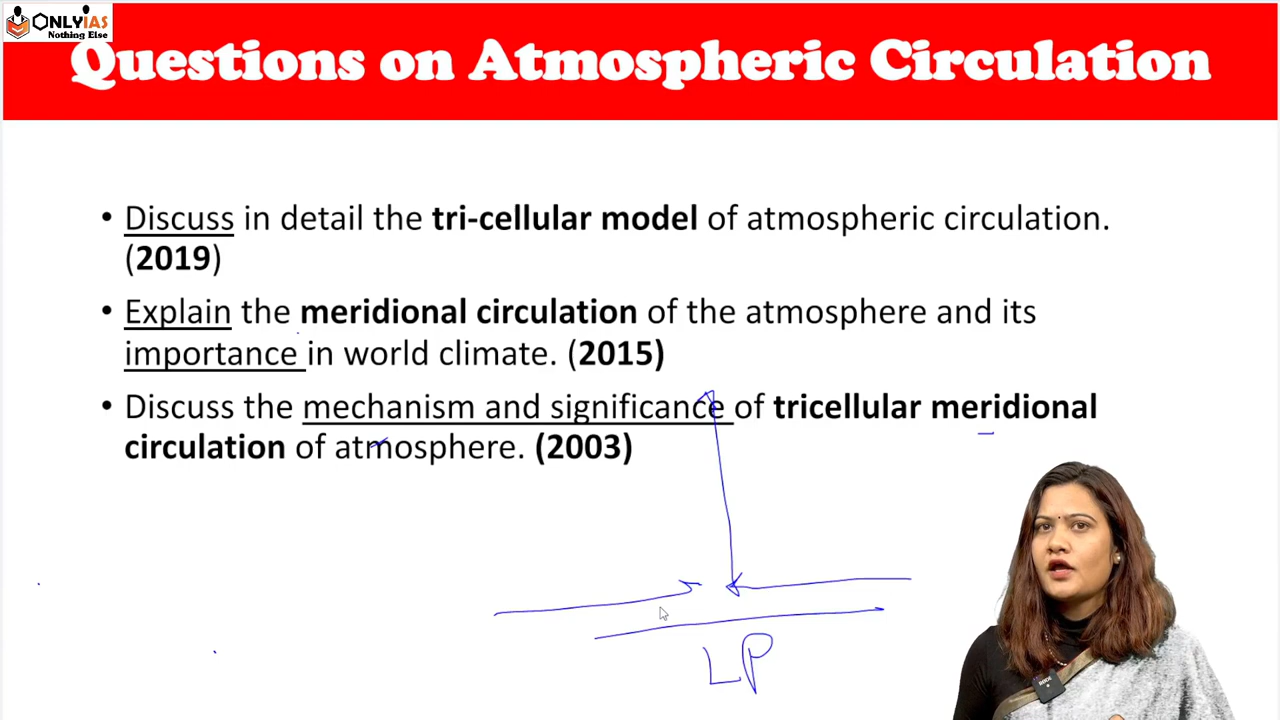 ONLYIAS
Nothing Else
Questions on Atmospheric Circulation
• Discuss in detail the tri-cellular model of atmospheric circulation.
(2019)
• Explain the meridional circulation of the atmosphere and its
importance in world climate. (2015)
• Discuss the mechanism and significance of tricellular meridional
circulation of atmosphere. (2003)
LP